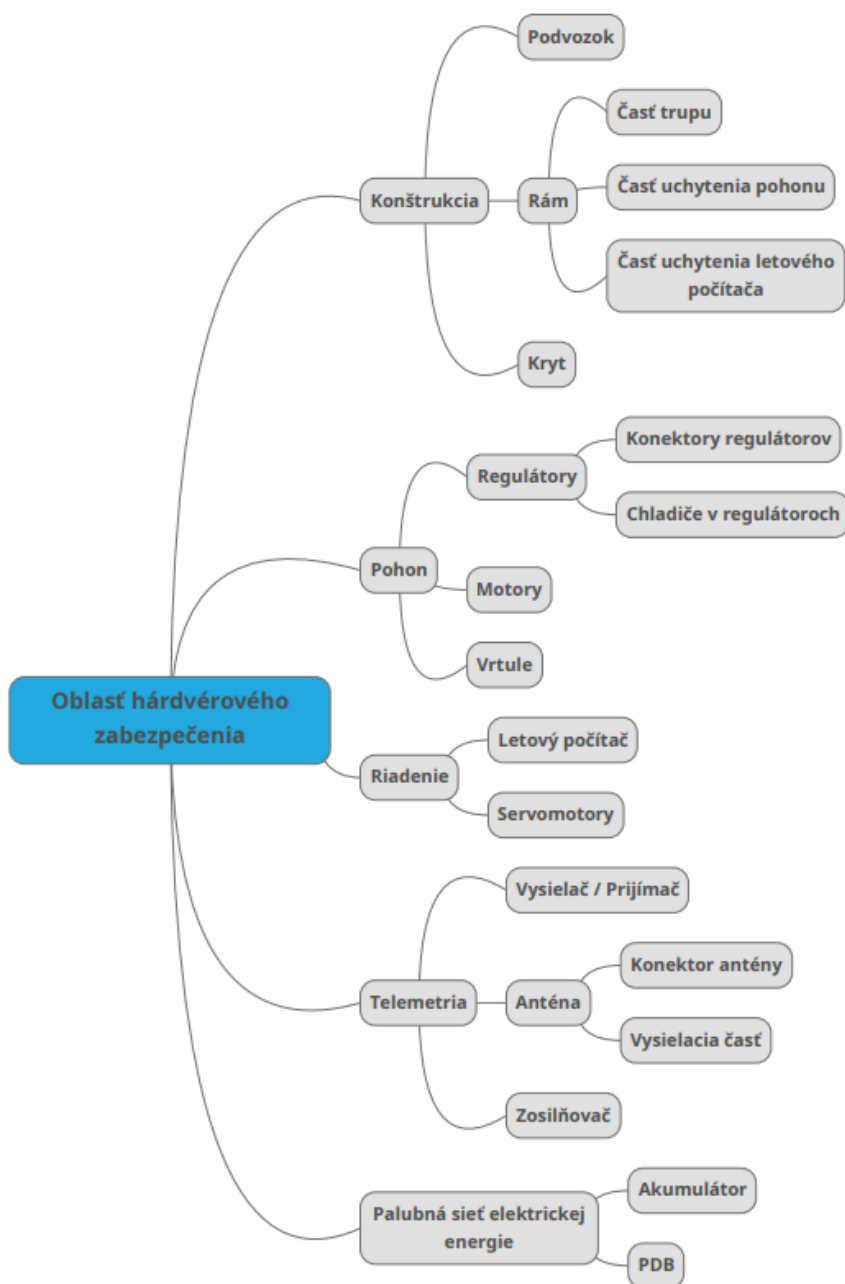 Podvozok
Časť trupu
Konštrukcia
Rám
Časť uchytenia pohonu
Časť uchytenia letového
počítača
Kryt
Konektory regulátorov
Regulátory
Chladiče v regulátoroch
Pohon
Motory
Vrtule
Oblasť hárdvérového
zabezpečenia
Letový počítač
Riadenie
Servomotory
Vysielač / Prijímač
Konektor antény
Telemetria
Anténa
Vysielacia časť
Zosilňovač
Akumulátor
Palubná sieť elektrickej
energie
PDB